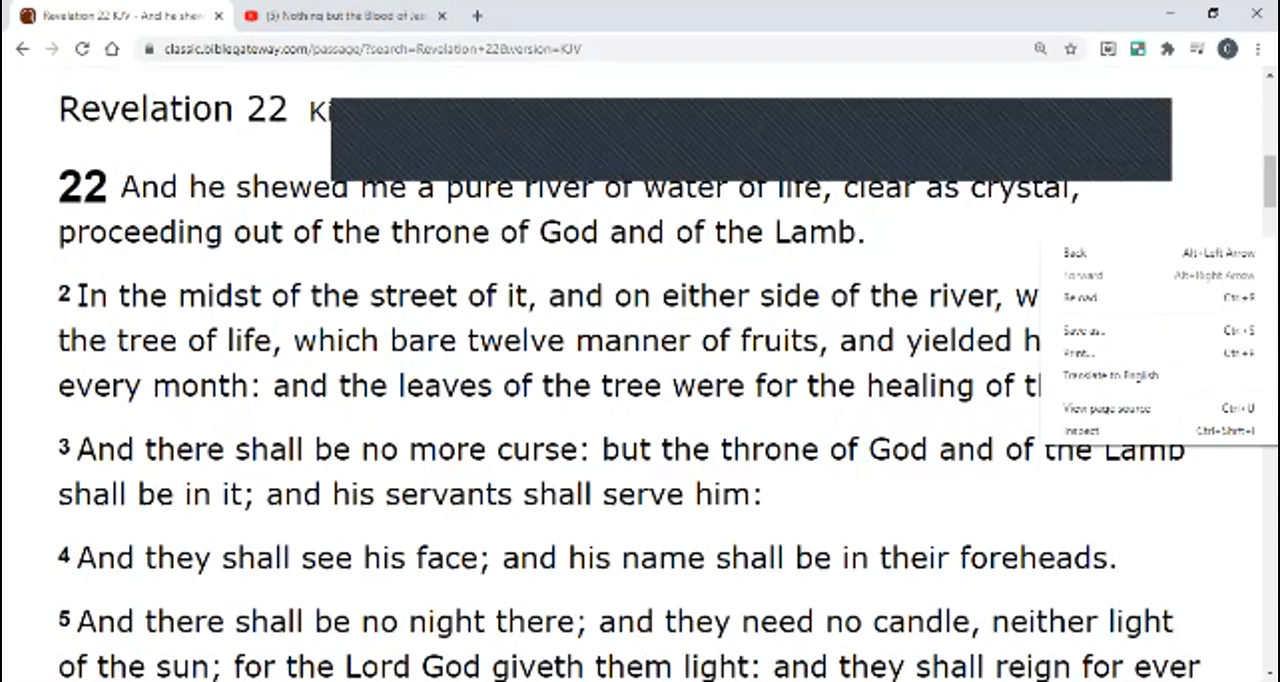 Revelation 22 KJV - And he shew
(5) Nothing but the Blood of Jes
classic.biblegateway.com/passage/?search=Revelation+22&version=KJV
Revelation 22
22 And he shewed me a pure river of water of life, clear as crystal,
proceeding out of the throne of God and of the Lamb.
2 In the midst of the street of it, and on either side of the river, w
the tree of life, which bare twelve manner of fruits, and yielded h
every month: and the leaves of the tree were for the healing of th
3 And there shall be no more curse: but the throne of God and of the Lamb
shall be in it; and his servants shall serve him:
4 And they shall see his face; and his name shall be in their foreheads.
5 And there shall be no night there; and they need no candle, neither light
of the sun; for the Lord God giveth them light: and they shall reign for ever
Back Alt+Left Arrow
Forward Alt+Right Arrow
Reload Ctrl+R
Save as... Ctrl+S
Print... Ctrl+P
Translate to English
View page source Ctrl+U
Inspect Ctrl+Shift+I